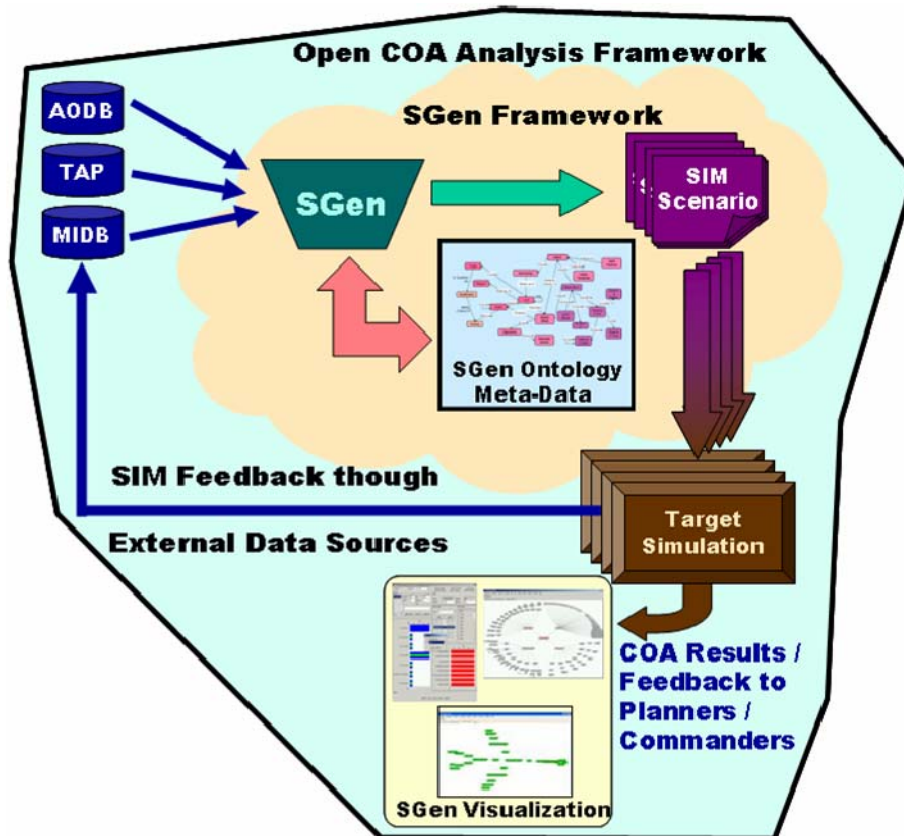 Open COA Analysis Framework
AODB
TAP
MIDB
SGen Framework
SGen
SIM
Scenario
SGen Ontology
Meta-Data
SIM Feedback though
External Data Sources
Target
Simulation
COA Results /
Feedback to
Planners /
Commanders
SGen Visualization